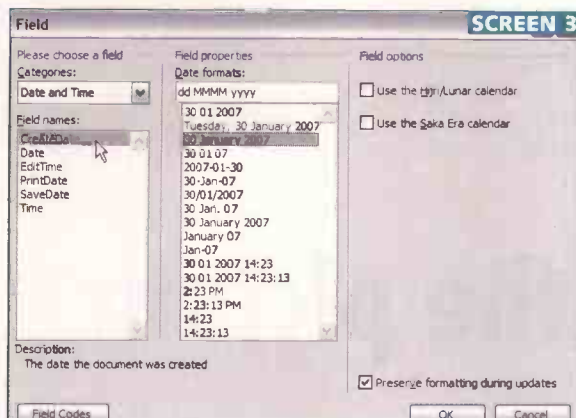 Field
SCREEN 3
Please choose a field
Categories:
Date and Time
Field names:
CreateDate
Date
EditTime
PrintDate
SaveDate
Time
Field properties
Date formats:
dd MMMM yyyy
30 01 2007
Tuesday, 30 January 2007
30 January 2007
30 01 07
2007-01-30
30-Jan-07
30/01/2007
30 Jan. 07
30 January 2007
January 07
Jan-07
30 01 2007 14:23
30 01 2007 14:23:13
2:23 PM
2:23:13 PM
14:23
14:23:13
Field options
Use the Hijri/Lunar calendar
Use the Saka Era calendar
Description:
The date the document was created
Preserve formatting during updates
Field Codes
OK
Cancel